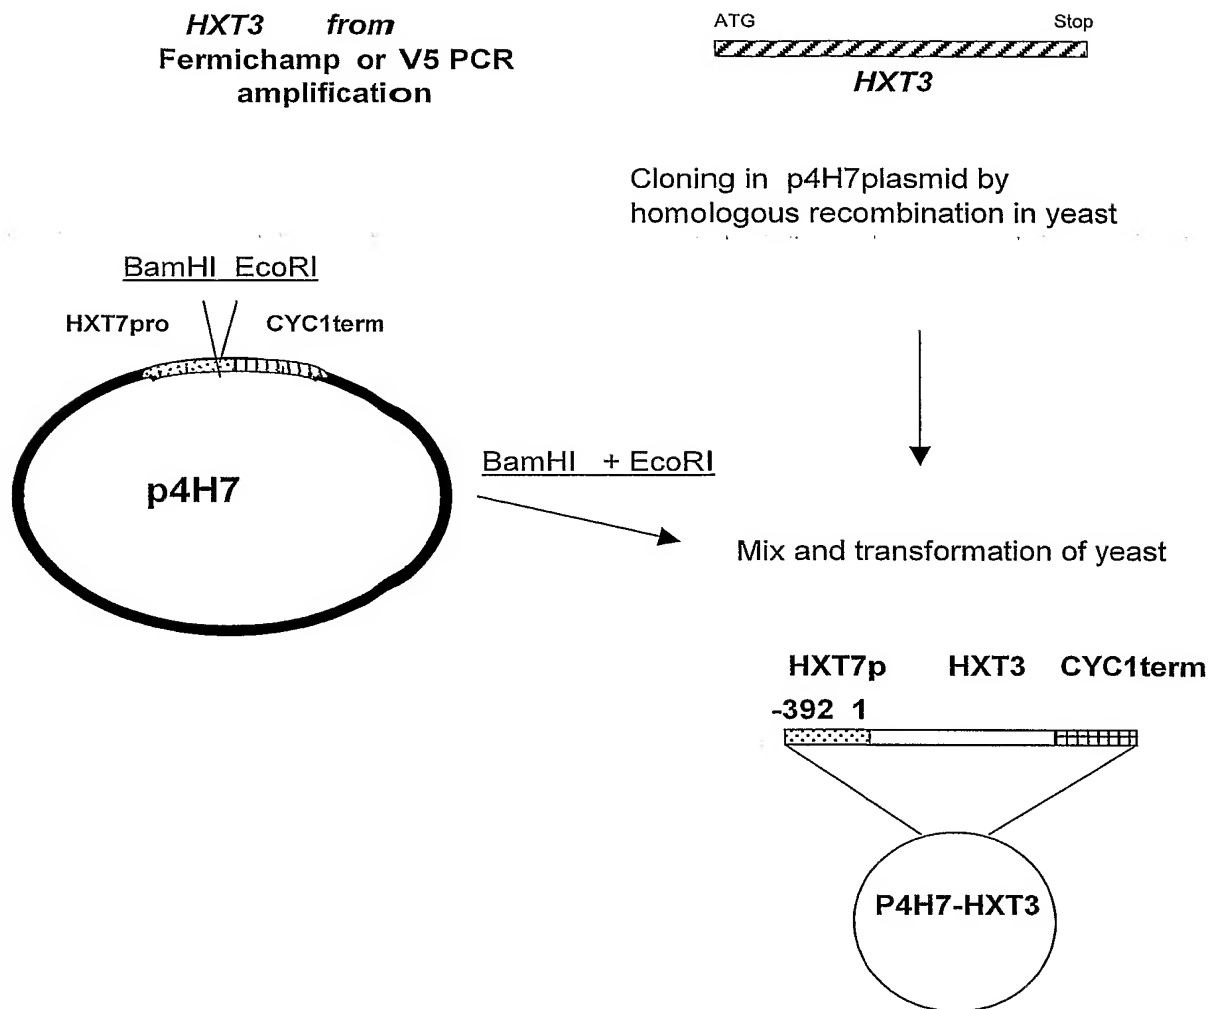 HXT3 from
Fermichamp or V5 PCR
amplification
ATG Stop
HXT3
Cloning in p4H7plasmid by
homologous recombination in yeast
BamHI EcoRI
HXT7pro CYC1term
p4H7
BamHI + EcoRI
Mix and transformation of yeast
HXT7p HXT3 CYC1term
-392 1
P4H7-HXT3